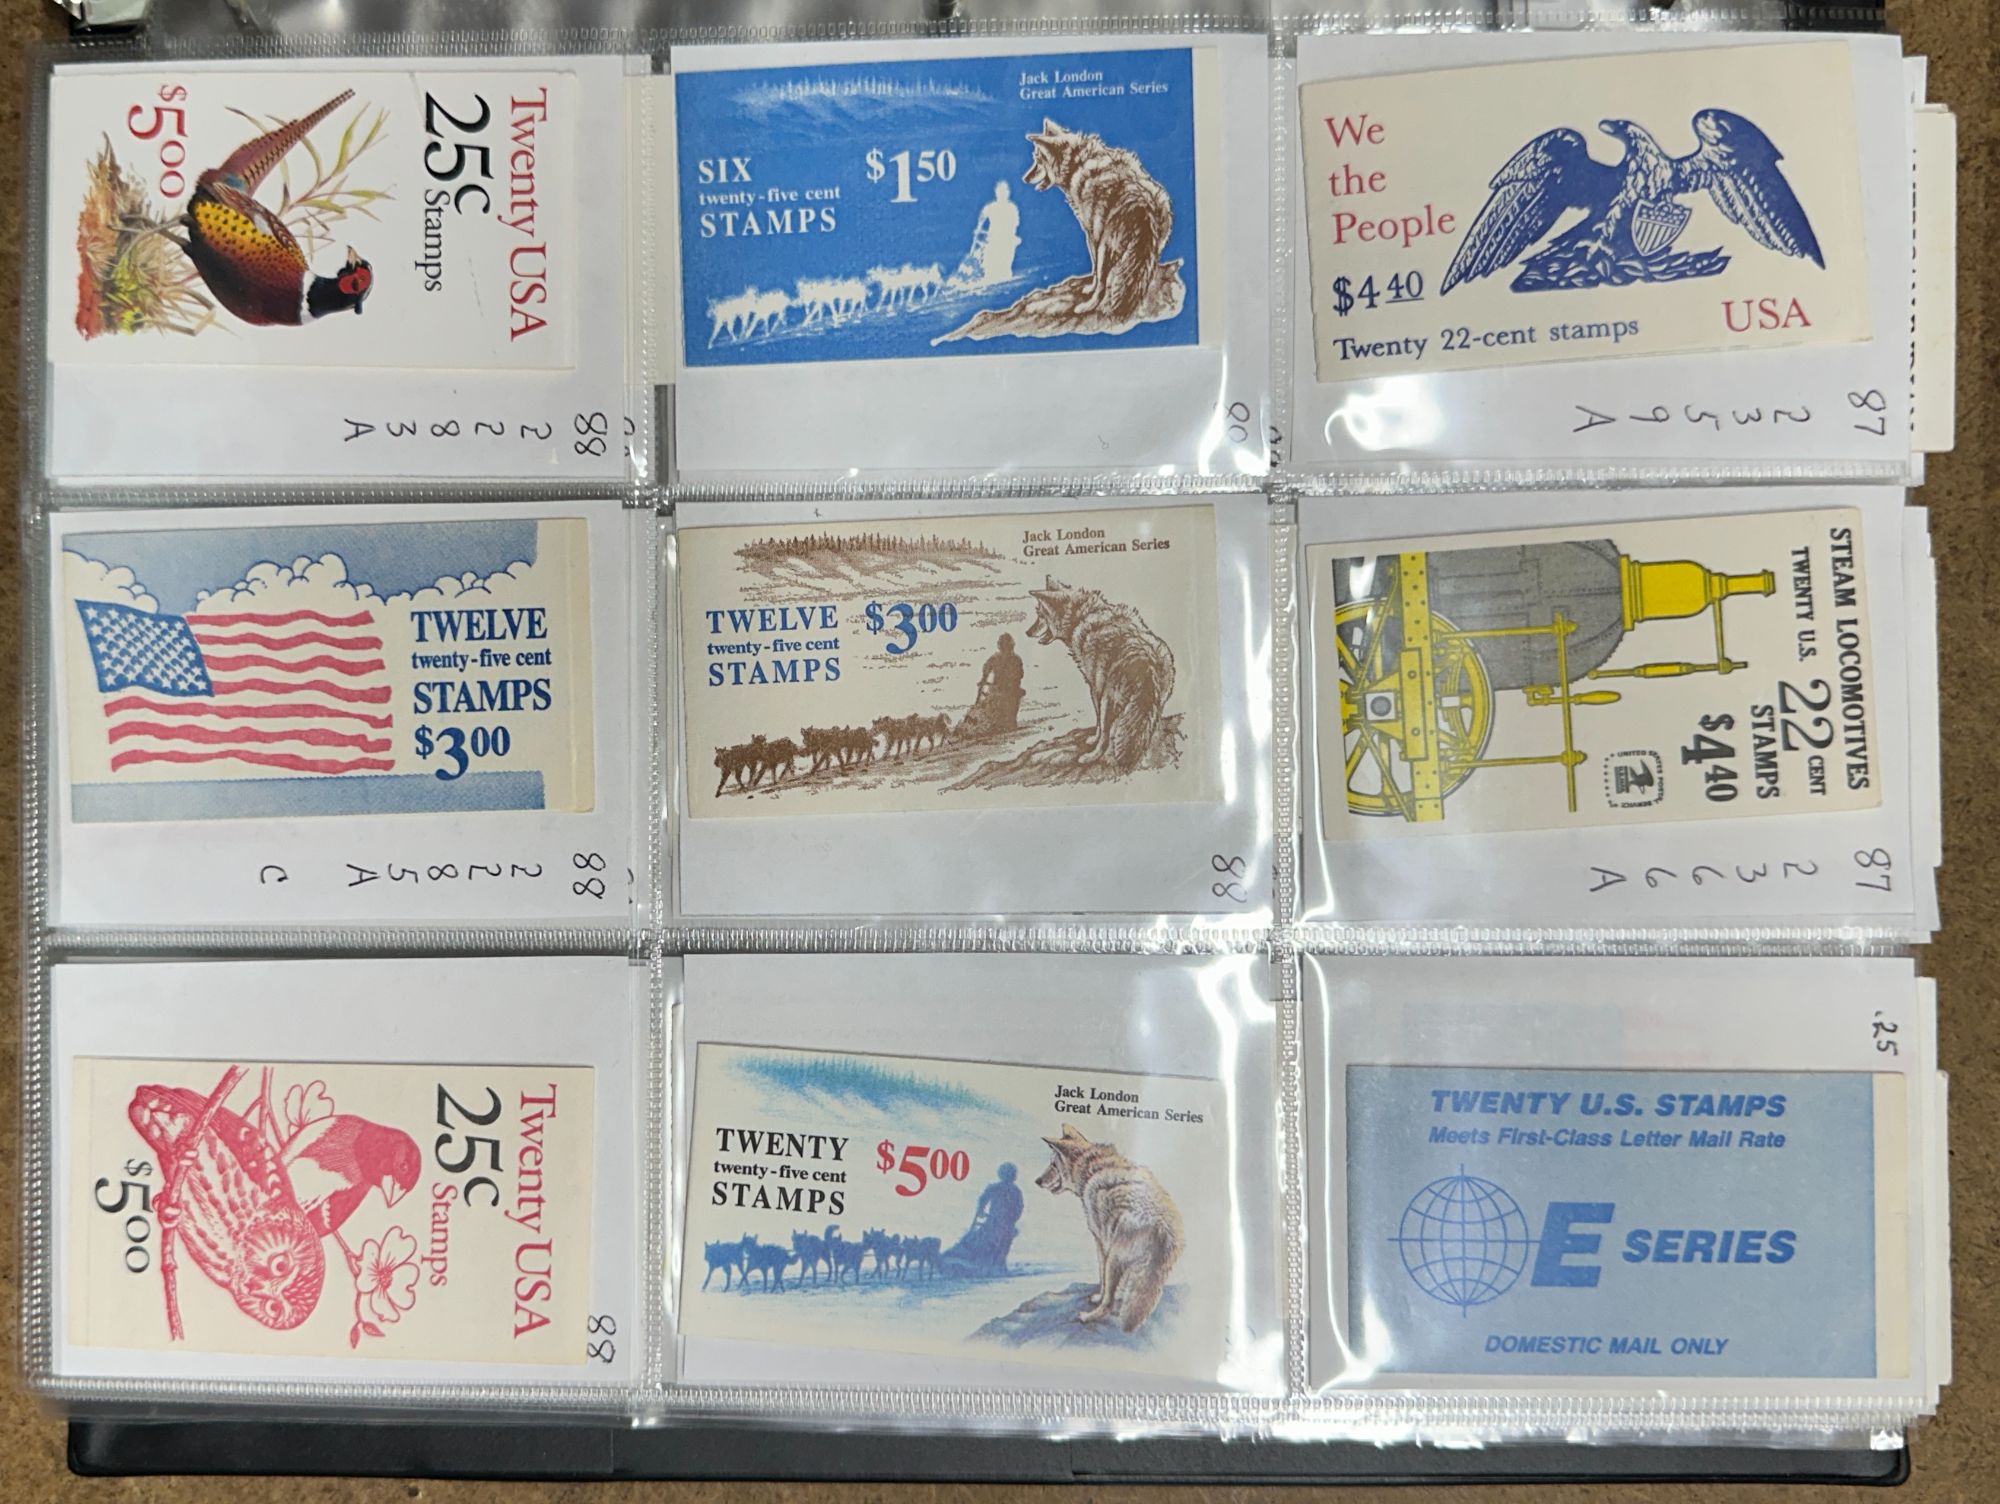 Twenty USA
25c Stamps
$5.00
88
2
2
8
3
A
Jack London
Great American Series
SIX
twenty-five cent
STAMPS
$1.50
We
the
People
$4.40
Twenty 22-cent stamps
USA
87
2
3
5
9
A
TWELVE
twenty-five cent
STAMPS
$3.00
88
2
2
8
5
A
C
Jack London
Great American Series
TWELVE
twenty-five cent
STAMPS
$3.00
88
STEAM LOCOMOTIVES
TWENTY U.S. 22 CENT
STAMPS
$4.40
UNITED STATES POSTAL SERVICE
87
2
3
6
6
A
Twenty USA
25c Stamps
$5.00
88
Jack London
Great American Series
TWENTY
twenty-five cent
STAMPS
$5.00
.25
TWENTY U.S. STAMPS
Meets First-Class Letter Mail Rate
E SERIES
DOMESTIC MAIL ONLY